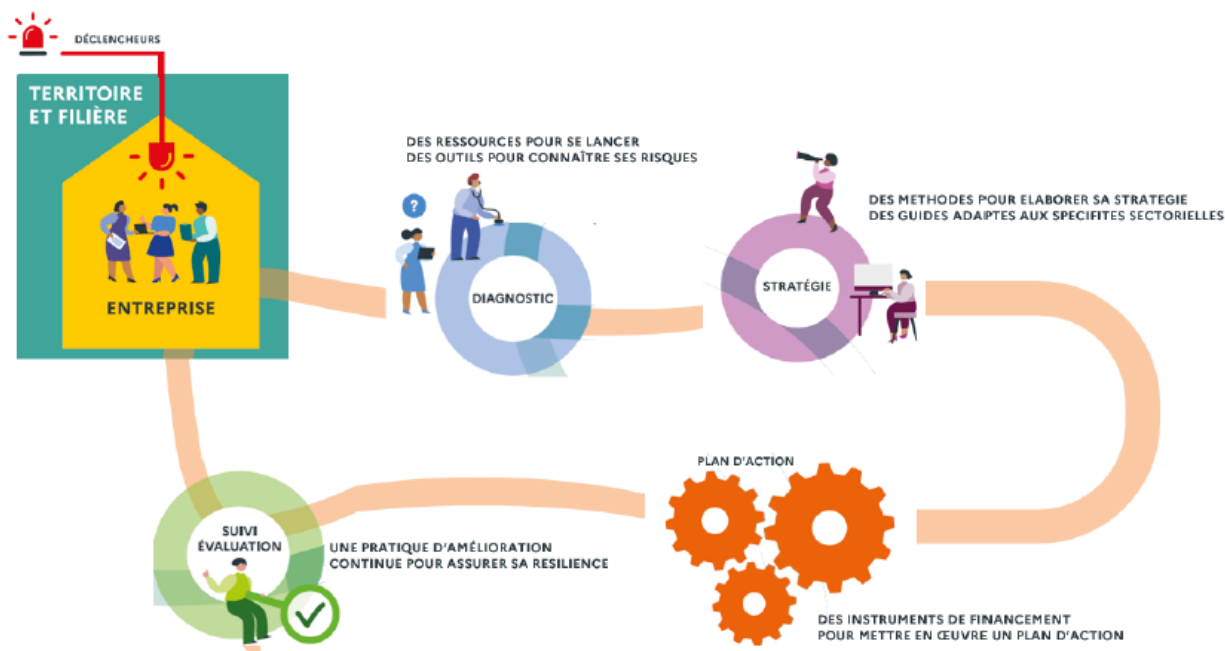 DÉCLENCHEURS
TERRITOIRE
ET FILIÈRE
ENTREPRISE
DES RESSOURCES POUR SE LANCER
DES OUTILS POUR CONNAÎTRE SES RISQUES
?
DIAGNOSTIC
DES METHODES POUR ELABORER SA STRATEGIE
DES GUIDES ADAPTES AUX SPECIFITES SECTORIELLES
STRATÉGIE
PLAN D'ACTION
DES INSTRUMENTS DE FINANCEMENT
POUR METTRE EN ŒUVRE UN PLAN D'ACTION
SUIVI
ÉVALUATION
UNE PRATIQUE D'AMÉLIORATION
CONTINUE POUR ASSURER SA RESILIENCE